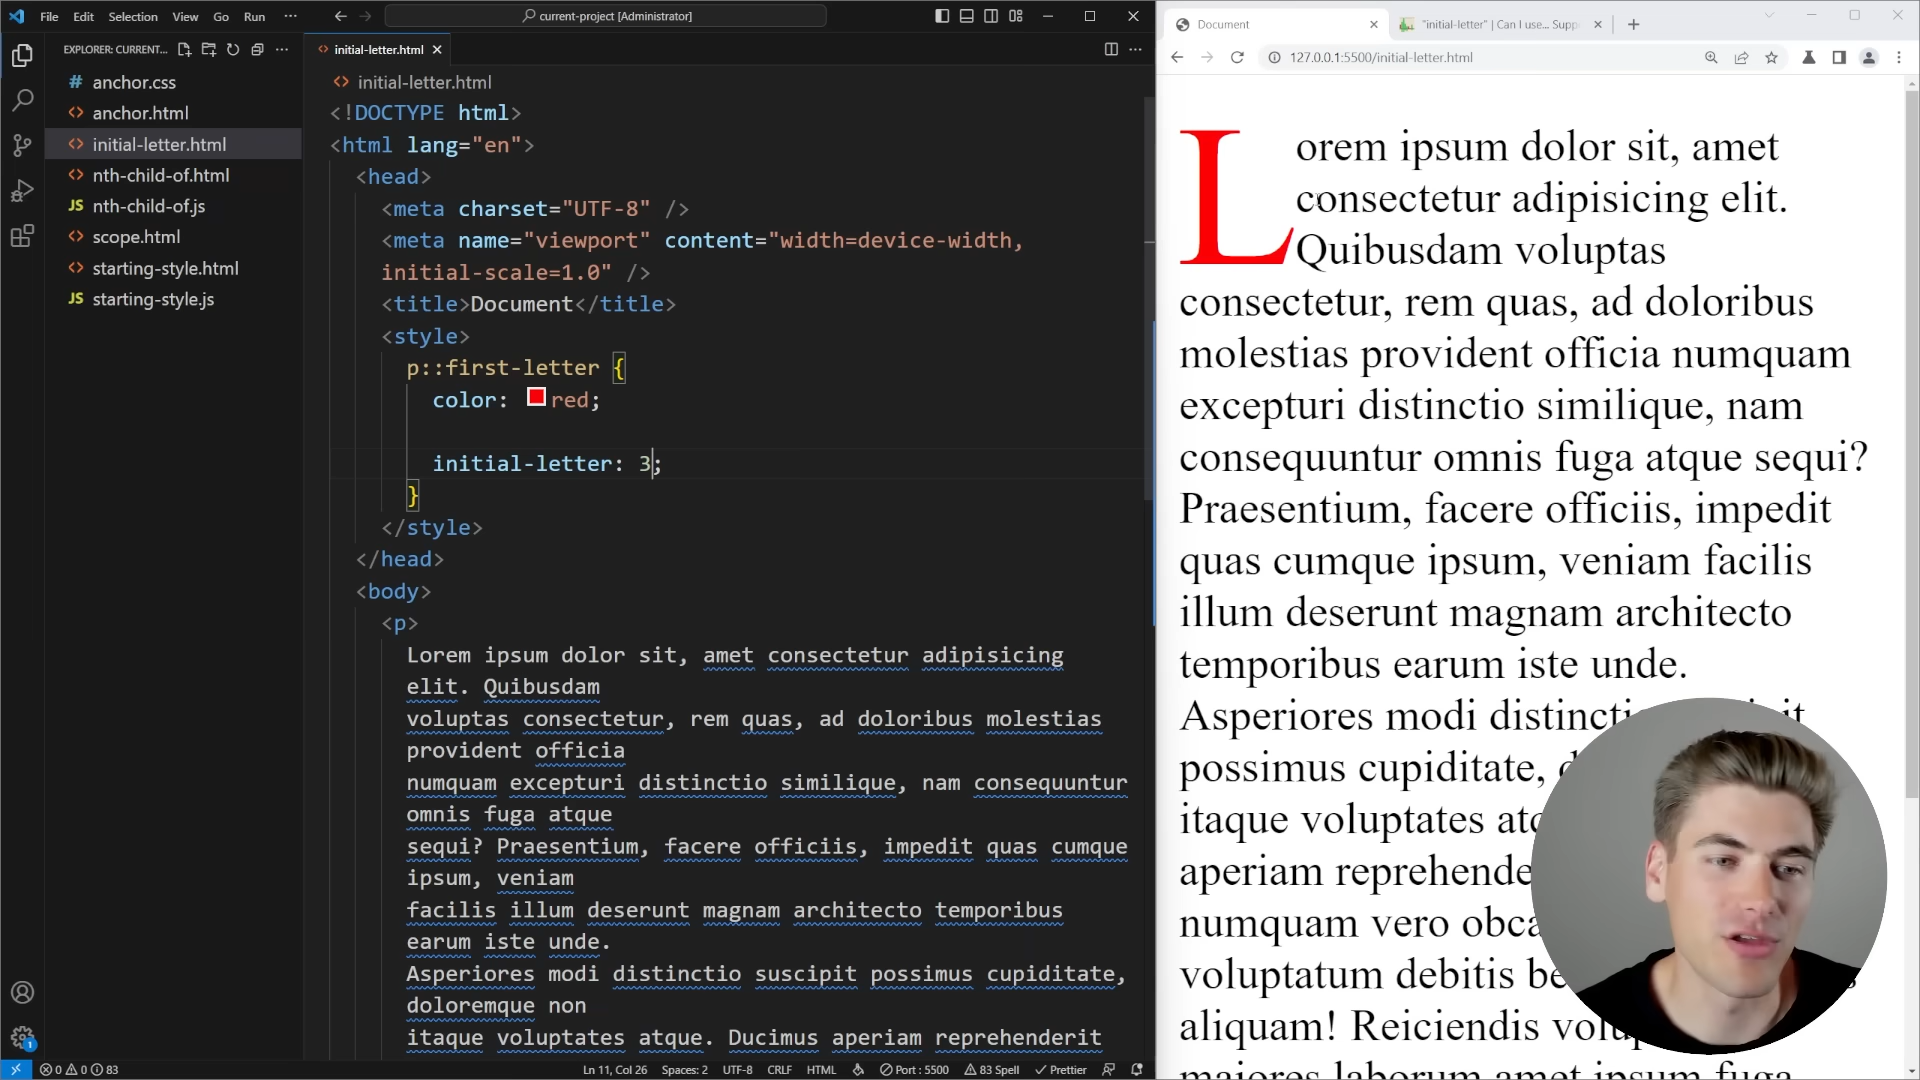 File Edit Selection View Go Run ···
current-project [Administrator]
EXPLORER: CURRENT...
anchor.css
anchor.html
initial-letter.html
nth-child-of.html
nth-child-of.js
scope.html
starting-style.html
starting-style.js
initial-letter.html
initial-letter.html
<!DOCTYPE html>
<html lang="en">
<head>
<meta charset="UTF-8" />
<meta name="viewport" content="width=device-width,
initial-scale=1.0" />
<title>Document</title>
<style>
p::first-letter {
color: red;
initial-letter: 3;
}
</style>
</head>
<body>
<p>
Lorem ipsum dolor sit, amet consectetur adipisicing
elit. Quibusdam
voluptas consectetur, rem quas, ad doloribus molestias
provident officia
numquam excepturi distinctio similique, nam consequuntur
omnis fuga atque
sequi? Praesentium, facere officiis, impedit quas cumque
ipsum, veniam
facilis illum deserunt magnam architecto temporibus
earum iste unde.
Asperiores modi distinctio suscipit possimus cupiditate,
doloremque non
itaque voluptates atque. Ducimus aperiam reprehenderit
0 0 83
Ln 11, Col 26 Spaces: 2 UTF-8 CRLF HTML Port : 5500 83 Spell Prettier
Document
"initial-letter" | Can I use... Supp
127.0.0.1:5500/initial-letter.html
Lorem ipsum dolor sit, amet
consectetur adipisicing elit.
Quibusdam voluptas
consectetur, rem quas, ad doloribus
molestias provident officia numquam
excepturi distinctio similique, nam
consequuntur omnis fuga atque sequi?
Praesentium, facere officiis, impedit
quas cumque ipsum, veniam facilis
illum deserunt magnam architecto
temporibus earum iste unde.
Asperiores modi
possimus cupiditate,
itaque voluptates
aperiam
numquam vero
voluptatum debitis
aliquam! Reiciendis
maiores laborum amet ipsum fuga